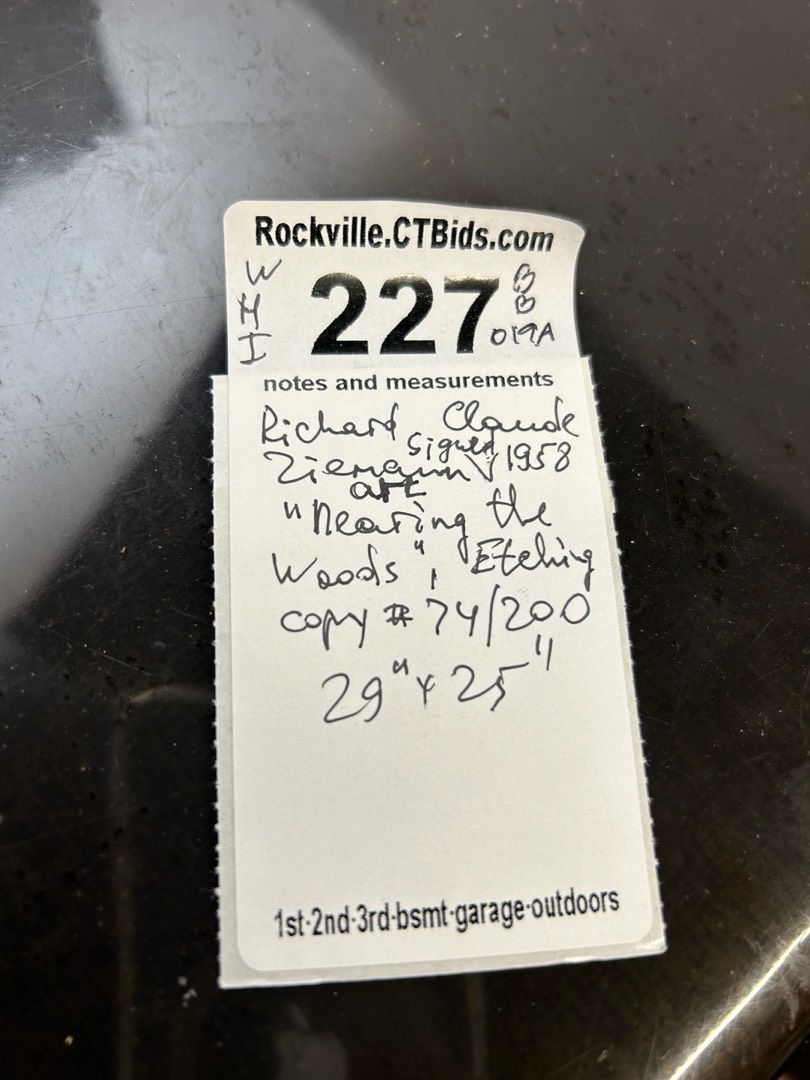 Rockville.CTBids.com
W
H
I
227
B
B
019A
notes and measurements
Richard Claude
Ziemann signed 1958
art
"Nearing the
Woods", Etching
copy # 74/200
29" x 25"
1st·2nd·3rd·bsmt·garage·outdoors